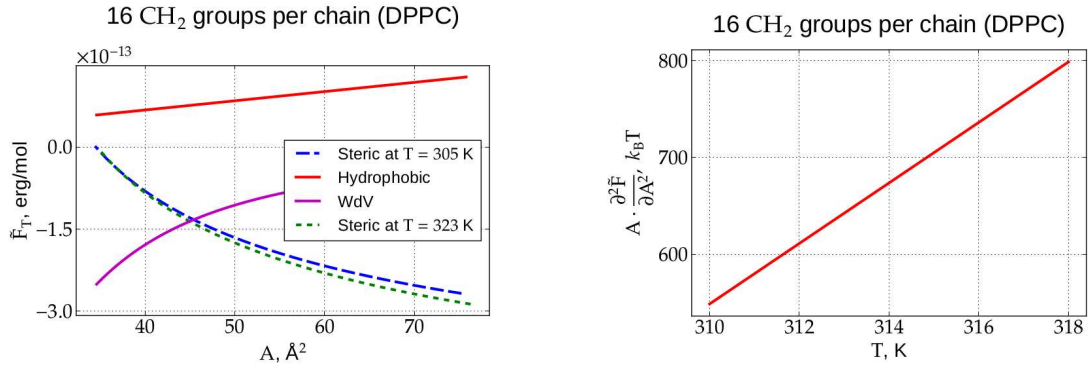 16 CH₂ groups per chain (DPPC)
×10⁻¹³
0.0
−1.5
−3.0
F̃_T, erg/mol
Steric at T = 305 K
Hydrophobic
WdV
Steric at T = 323 K
40 50 60 70
A, Å²
16 CH₂ groups per chain (DPPC)
800
700
600
A · ∂²F̃/∂A², k_BT
310 312 314 316 318
T, K